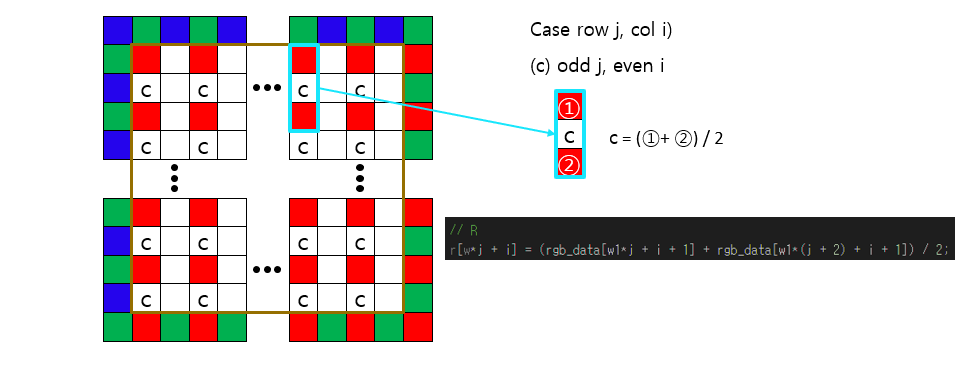 Case row j, col i)
(c) odd j, even i
c c ••• c c
c c c c
①
c
②
c = (①+ ②) / 2
// R
r[w*j + i] = (rgb_data[w1*j + i + 1] + rgb_data[w1*(j + 2) + i + 1]) / 2;
c c c c
c c ••• c c